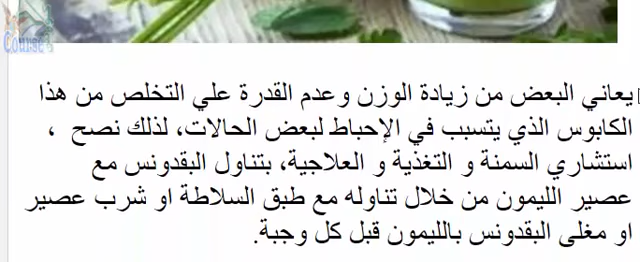 Course
يعاني البعض من زيادة الوزن وعدم القدرة علي التخلص من هذا
الكابوس الذي يتسبب في الإحباط لبعض الحالات، لذلك نصح ،
استشاري السمنة و التغذية و العلاجية، بتناول البقدونس مع
عصير الليمون من خلال تناوله مع طبق السلاطة او شرب عصير
او مغلى البقدونس بالليمون قبل كل وجبة.